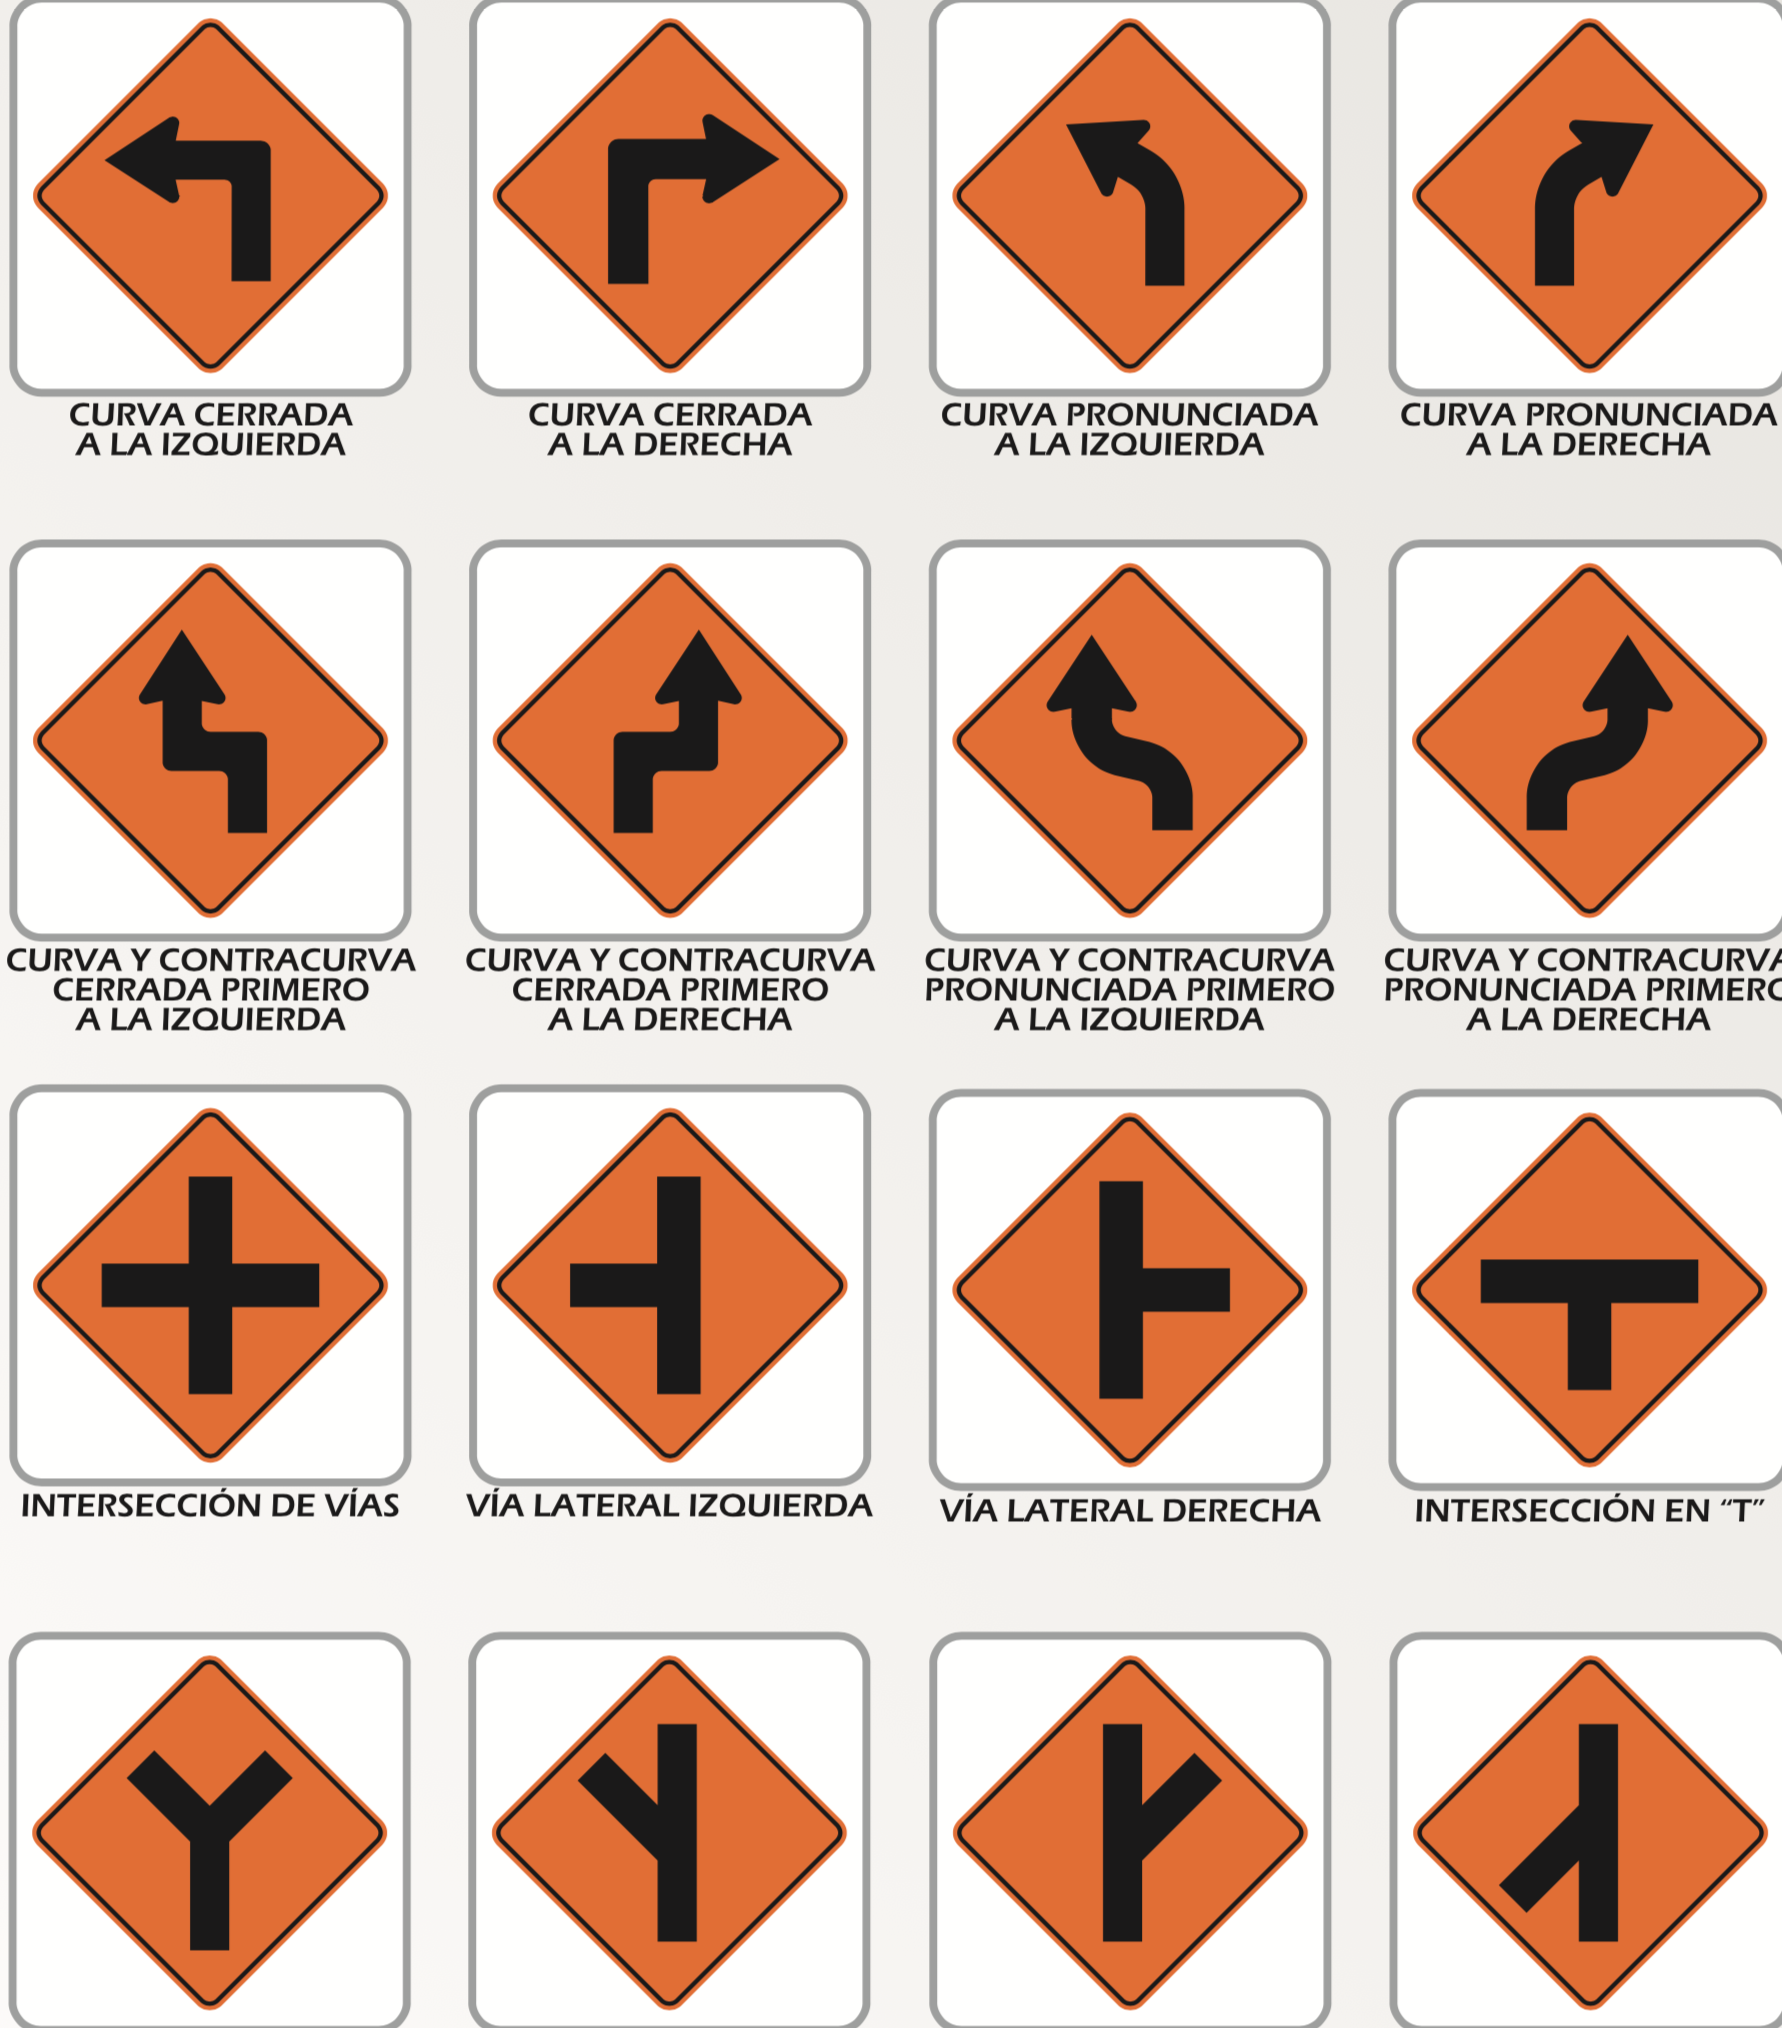 CURVA CERRADA
A LA IZQUIERDA
CURVA CERRADA
A LA DERECHA
CURVA PRONUNCIADA
A LA IZQUIERDA
CURVA PRONUNCIADA
A LA DERECHA
CURVA Y CONTRACURVA
CERRADA PRIMERO
A LA IZQUIERDA
CURVA Y CONTRACURVA
CERRADA PRIMERO
A LA DERECHA
CURVA Y CONTRACURVA
PRONUNCIADA PRIMERO
A LA IZQUIERDA
CURVA Y CONTRACURVA
PRONUNCIADA PRIMERO
A LA DERECHA
INTERSECCIÓN DE VÍAS
VÍA LATERAL IZQUIERDA
VÍA LATERAL DERECHA
INTERSECCIÓN EN “T”